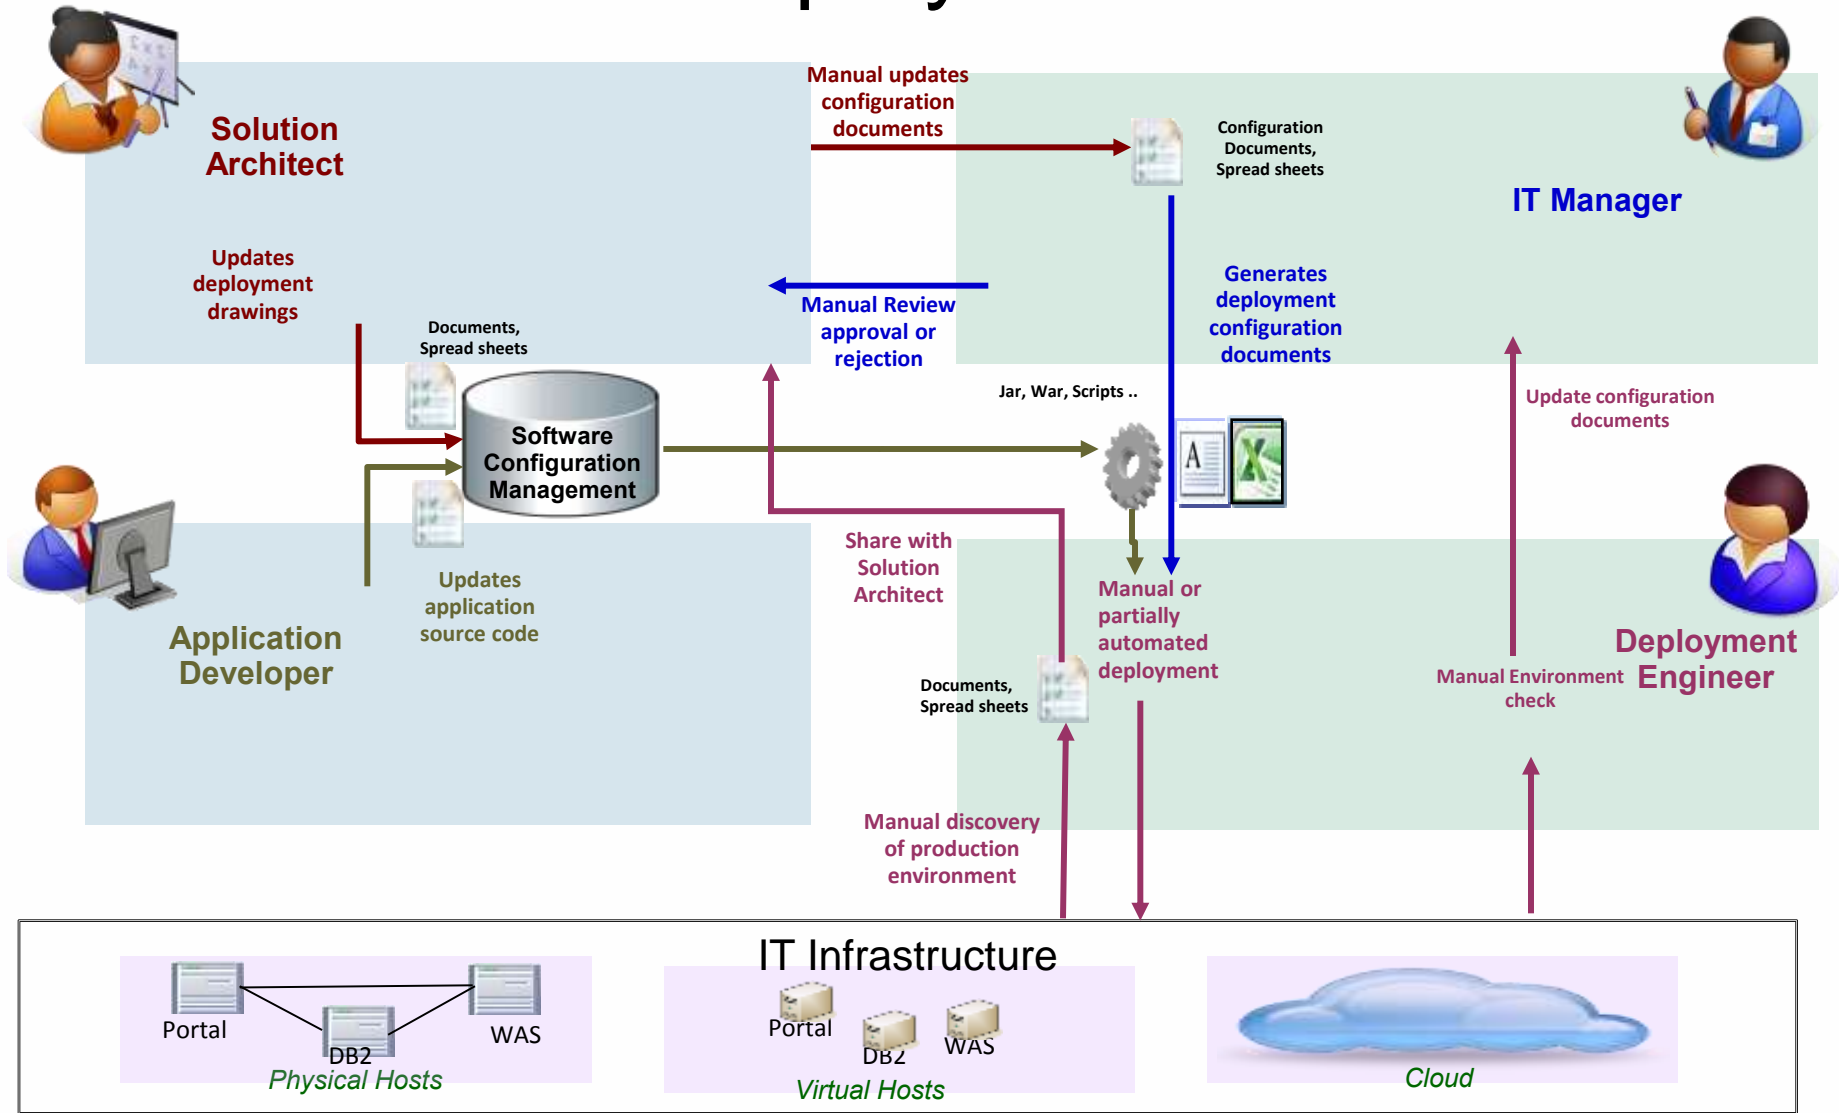 Manual updates
configuration
documents
Solution
Architect
Configuration
Documents,
Spread sheets
IT Manager
Updates
deployment
drawings
Documents,
Spread sheets
Manual Review
approval or
rejection
Generates
deployment
configuration
documents
Jar, War, Scripts ..
Update configuration
documents
Software
Configuration
Management
A
X
Share with
Solution
Architect
Updates
application
source code
Application
Developer
Manual or
partially
automated
deployment
Documents,
Spread sheets
Deployment
Engineer
Manual Environment
check
Manual discovery
of production
environment
IT Infrastructure
Portal
DB2
WAS
Physical Hosts
Portal
DB2
WAS
Virtual Hosts
Cloud